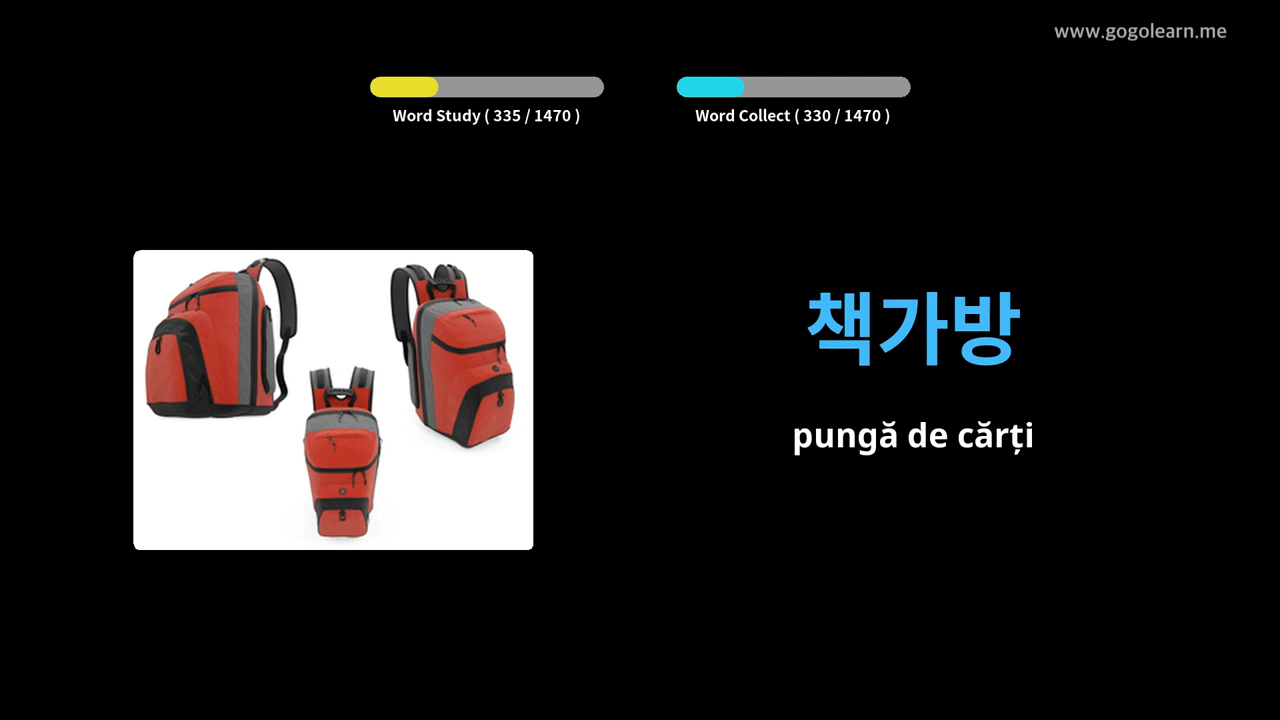 www.gogolearn.me
Word Study ( 335 / 1470 )
Word Collect ( 330 / 1470 )
책가방
pungă de cărți